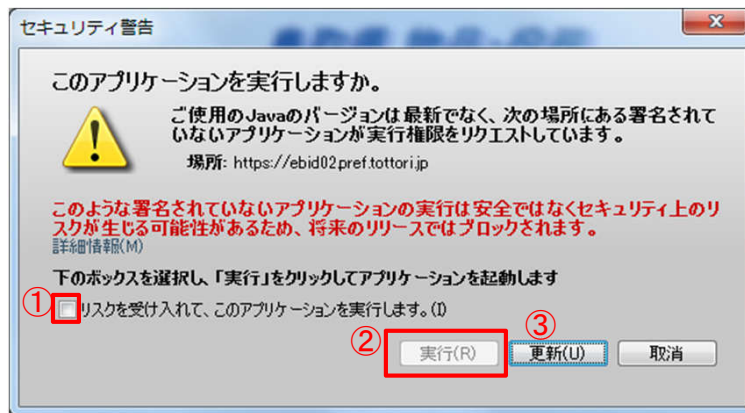 セキュリティ警告
このアプリケーションを実行しますか。
ご使用のJavaのバージョンは最新でなく、次の場所にある署名されて
いないアプリケーションが実行権限をリクエストしています。
場所: https://ebid02.pref.tottori.jp
このような署名されていないアプリケーションの実行は安全ではなくセキュリティ上のリ
スクが生じる可能性があるため、将来のリリースではブロックされます。
詳細情報(M)
下のボックスを選択し、「実行」をクリックしてアプリケーションを起動します
①
リスクを受け入れて、このアプリケーションを実行します。(I)
② ③
実行(R) 更新(U) 取消